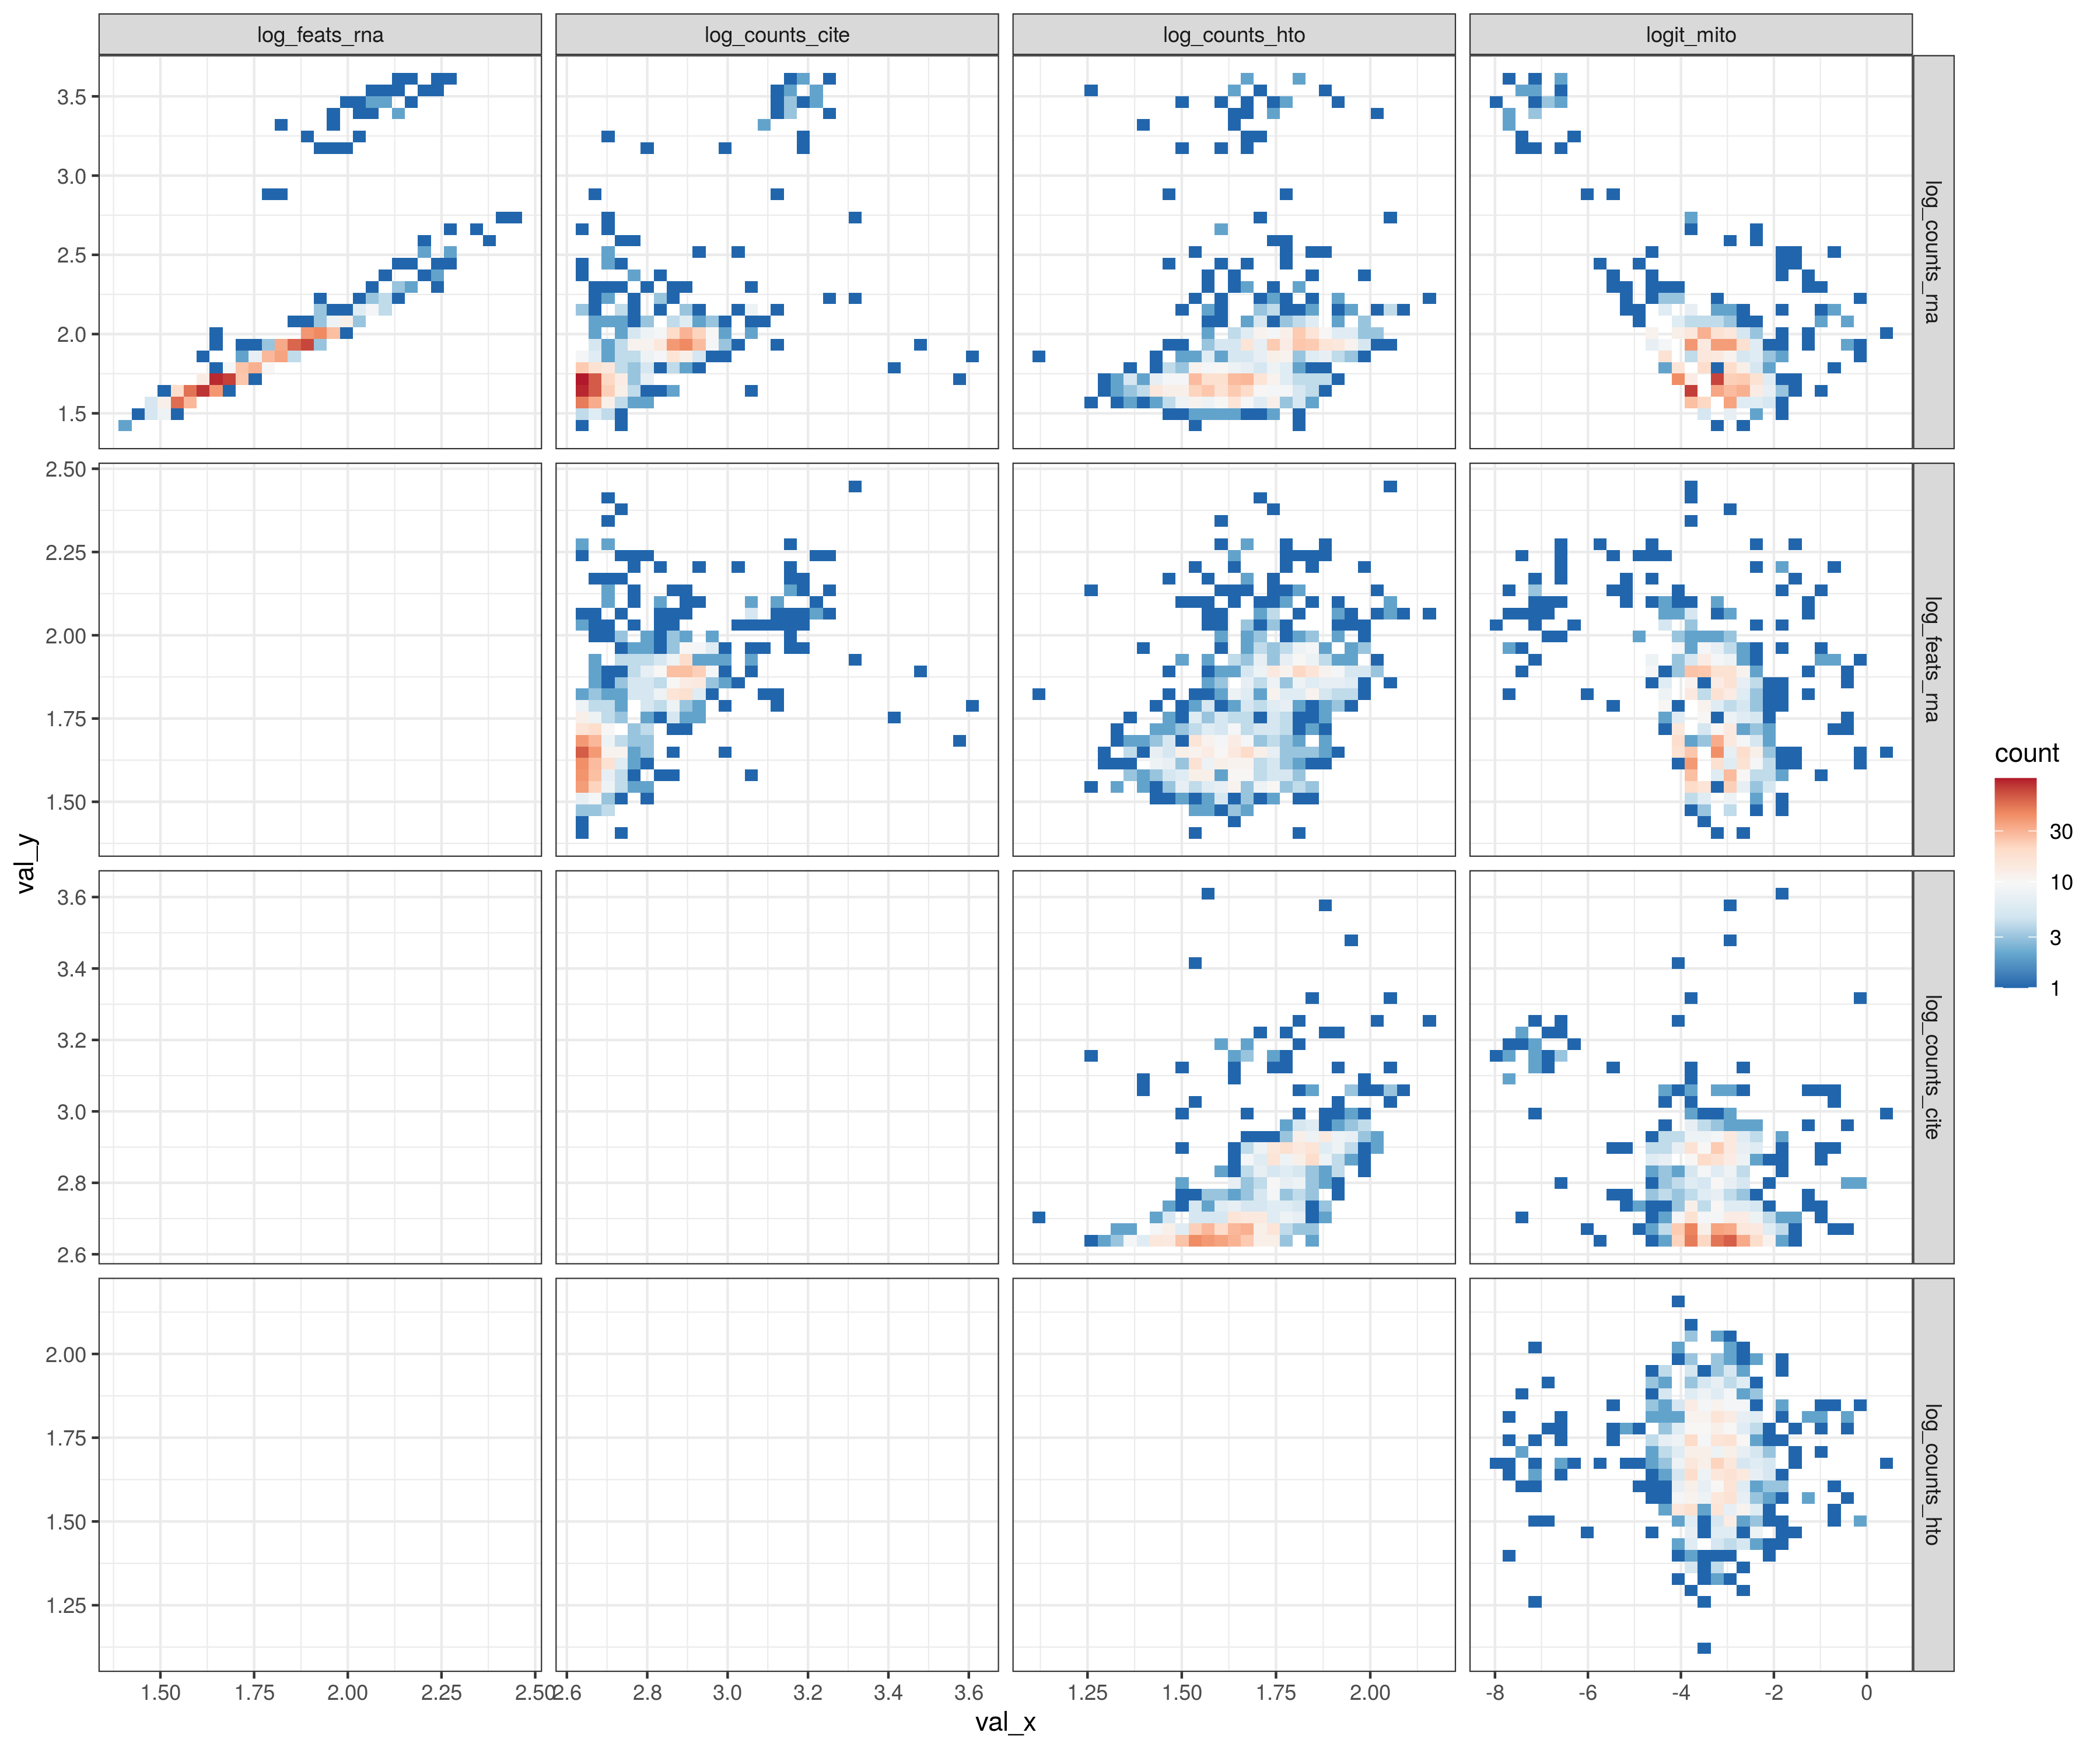 log_feats_rna log_counts_cite log_counts_hto logit_mito
3.5
3.0
2.5
2.0
1.5
log_counts_rna
2.50
2.25
2.00
1.75
1.50
log_feats_rna
3.6
3.4
3.2
3.0
2.8
2.6
log_counts_cite
2.00
1.75
1.50
1.25
log_counts_hto
val_y
1.50 1.75 2.00 2.25 2.50 2.6 2.8 3.0 3.2 3.4 3.6 1.25 1.50 1.75 2.00 -8 -6 -4 -2 0
val_x
count
30
10
3
1